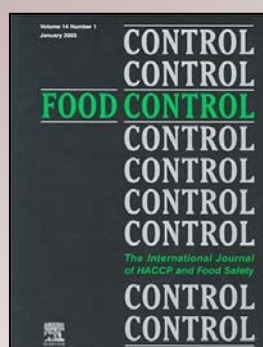 Volume 14 Number 1
January 2003
CONTROL
CONTROL
FOOD CONTROL
CONTROL
CONTROL
CONTROL
CONTROL
CONTROL
The International Journal
of HACCP and Food Safety
CONTROL
CONTROL